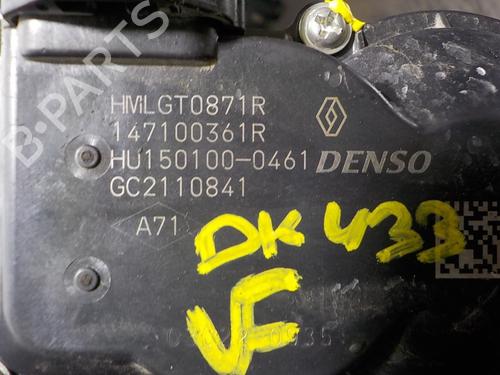 HMLGT0871R
147100361R
HU150100-0461 DENSO
GC2110841
A71
DK 433
VF
B-Parts